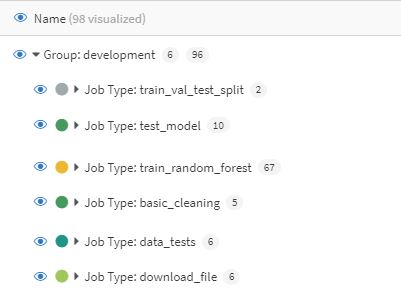 Name (98 visualized)
Group: development 6 96
Job Type: train_val_test_split 2
Job Type: test_model 10
Job Type: train_random_forest 67
Job Type: basic_cleaning 5
Job Type: data_tests 6
Job Type: download_file 6